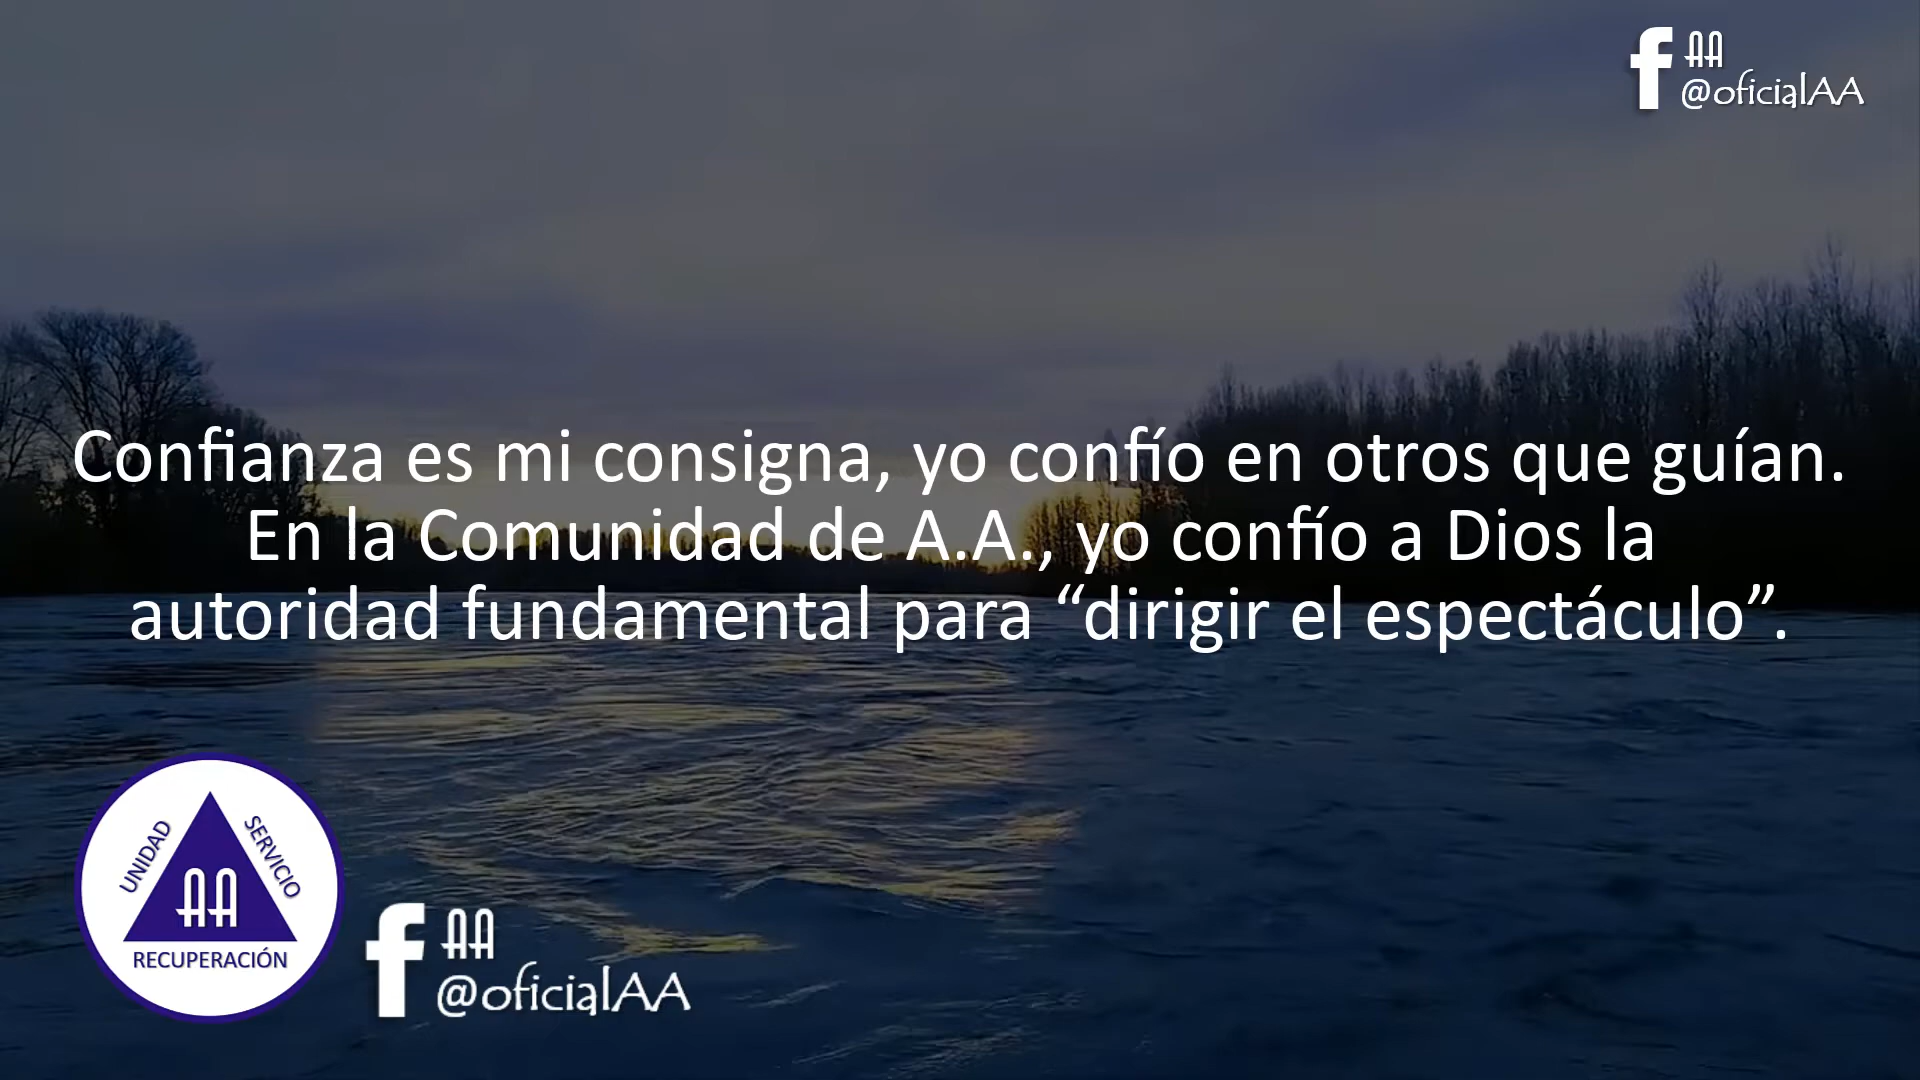 AA
@oficialAA
Confianza es mi consigna, yo confío en otros que guían.
En la Comunidad de A.A., yo confío a Dios la
autoridad fundamental para “dirigir el espectáculo”.
UNIDAD
SERVICIO
AA
RECUPERACIÓN
AA
@oficialAA